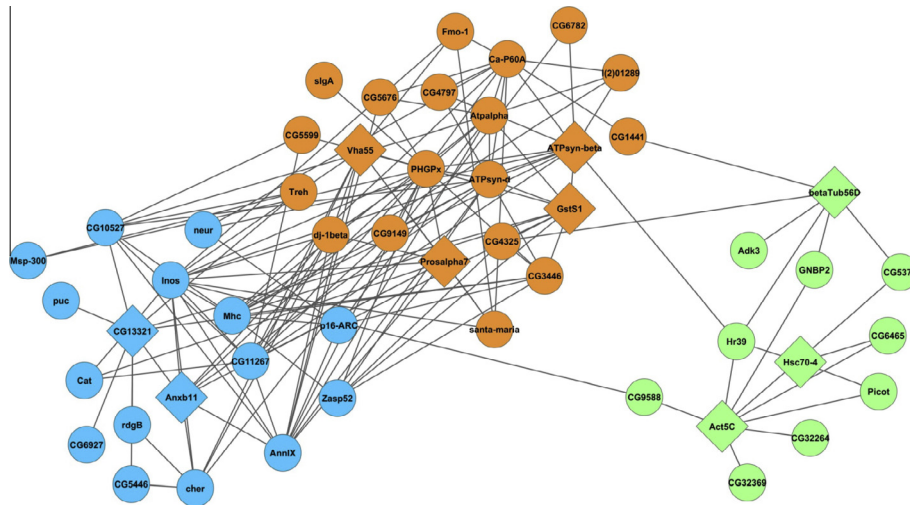 Fmo-1
CG6782
Ca-P60A
l(2)01289
slgA
CG5676
CG4797
Atpalpha
CG5599
CG1441
Vha55
ATPsyn-beta
PHGPx
ATPsyn-d
Treh
betaTub56D
GstS1
CG10527
neur
dj-1beta
CG9149
CG4325
Adk3
Msp-300
Prosalpha7
GNBP2
CG537
Inos
CG3446
puc
CG13321
Mhc
p16-ARC
santa-maria
Hr39
CG6465
CG11267
Hsc70-4
Cat
Anxb11
Zasp52
CG9588
Picot
rdgB
Act5C
CG6927
AnnIX
CG32264
CG5446
cher
CG32369